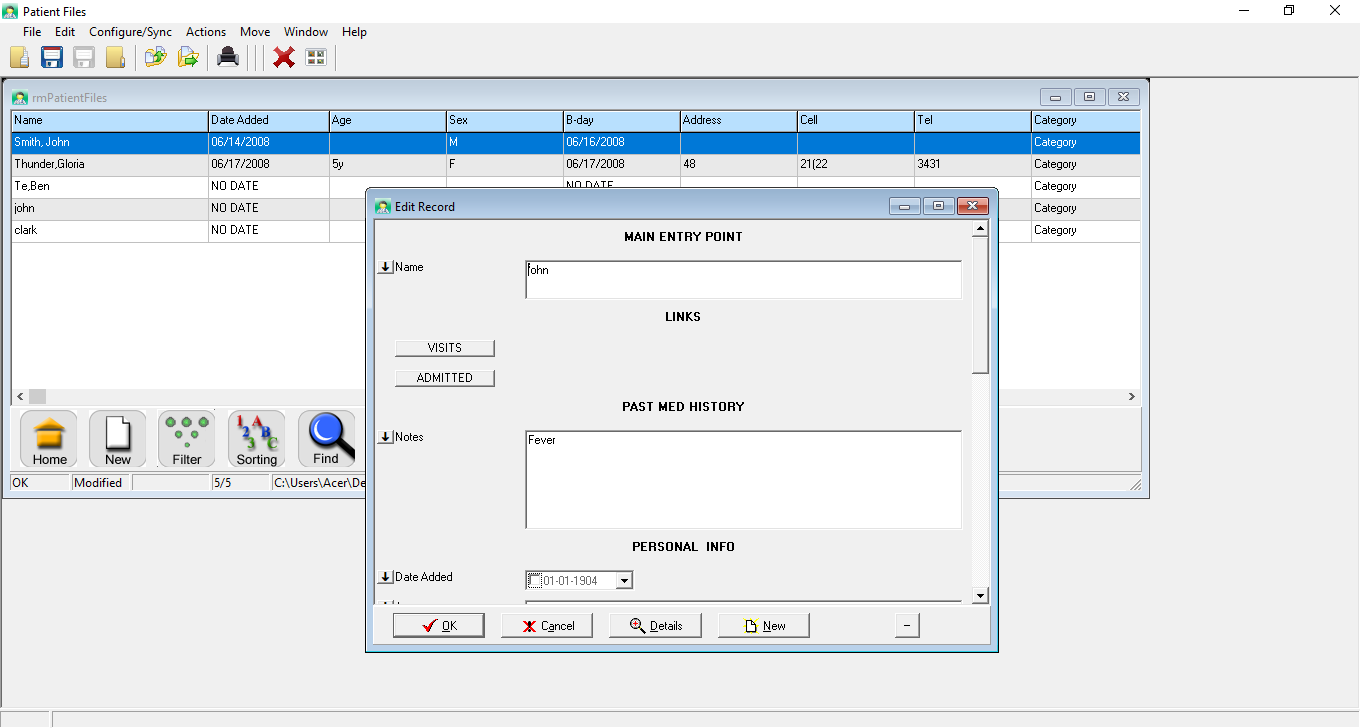 Patient Files
File Edit Configure/Sync Actions Move Window Help
rmPatientFiles
Name Date Added Age Sex B-day Address Cell Tel Category
Smith, John 06/14/2008 M 06/16/2008 Category
Thunder,Gloria 06/17/2008 5y F 06/17/2008 48 21(22 3431 Category
Te,Ben NO DATE NO DATE Category
john NO DATE Category
clark NO DATE Category
Edit Record
MAIN ENTRY POINT
Name john
LINKS
VISITS
ADMITTED
PAST MED HISTORY
Notes Fever
PERSONAL INFO
Date Added 01-01-1904
OK Cancel Details New
Home New Filter Sorting Find
OK Modified 5/5 C:\Users\Acer\De